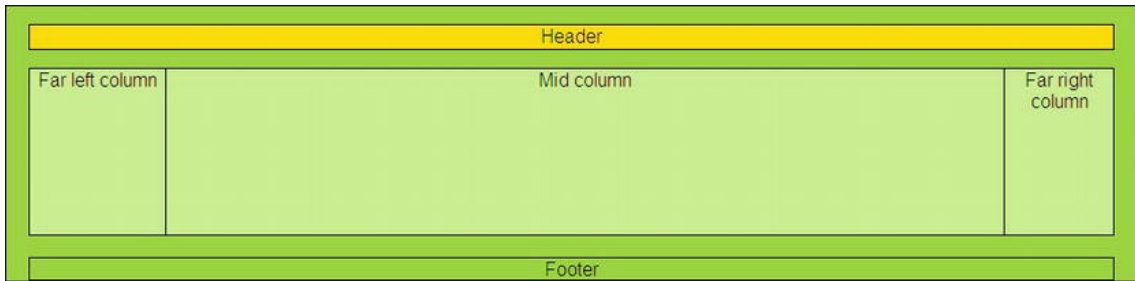 Header
Far left column
Mid column
Far right
column
Footer